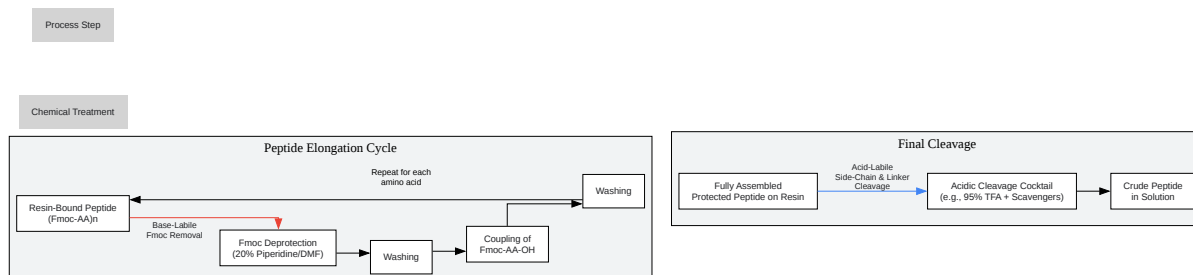 Process Step
Chemical Treatment
Peptide Elongation Cycle
Repeat for each
amino acid
Resin-Bound Peptide
(Fmoc-AA)n
Base-Labile
Fmoc Removal
Fmoc Deprotection
(20% Piperidine/DMF)
Washing
Coupling of
Fmoc-AA-OH
Washing
Final Cleavage
Fully Assembled
Protected Peptide on Resin
Acid-Labile
Side-Chain & Linker
Cleavage
Acidic Cleavage Cocktail
(e.g., 95% TFA + Scavengers)
Crude Peptide
in Solution